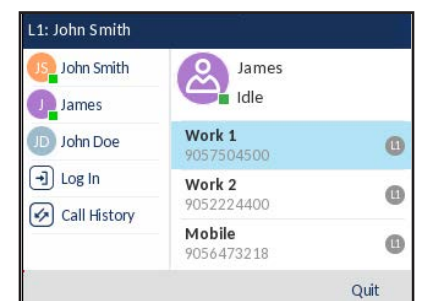 L1: John Smith
JS John Smith
J James
JD John Doe
Log In
Call History
James
Idle
Work 1
9057504500 L1
Work 2
9052224400 L1
Mobile
9056473218 L1
Quit